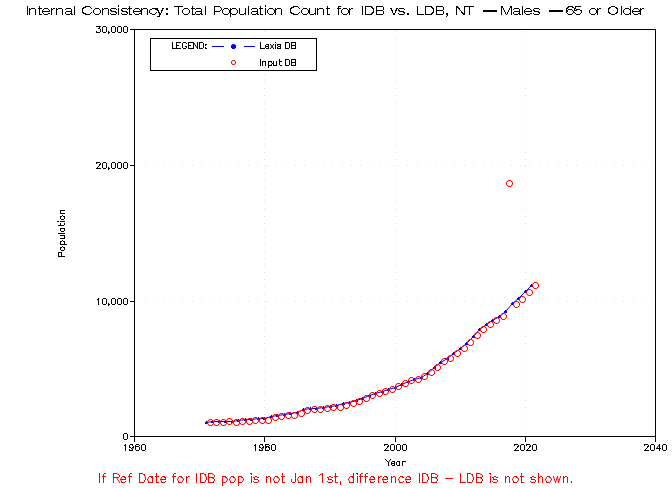 Internal Consistency: Total Population Count for IDB vs. LDB, NT — Males — 65 or Older
30,000
LEGEND: Lexis DB
Input DB
20,000
Population
10,000
0
1960 1980 2000 2020 2040
Year
If Ref Date for IDB pop is not Jan 1st, difference IDB – LDB is not shown.